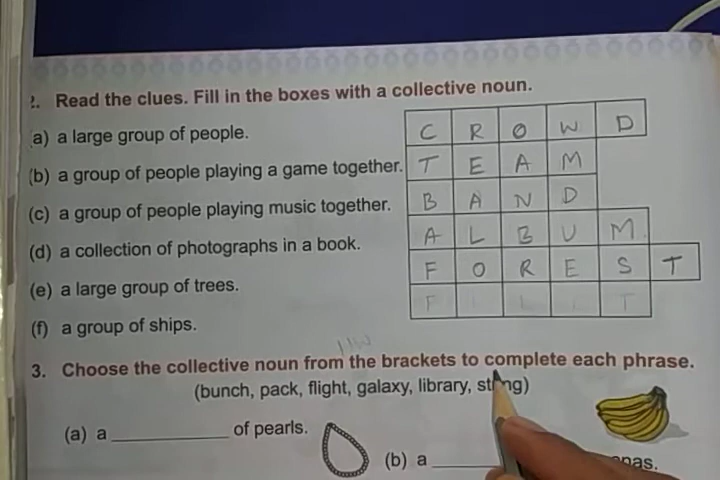 2. Read the clues. Fill in the boxes with a collective noun.
(a) a large group of people. C R O W D
(b) a group of people playing a game together. T E A M
(c) a group of people playing music together. B A N D
(d) a collection of photographs in a book. A L B U M
(e) a large group of trees. F O R E S T
(f) a group of ships.
3. Choose the collective noun from the brackets to complete each phrase.
(bunch, pack, flight, galaxy, library, string)
(a) a ____________ of pearls.
(b) a